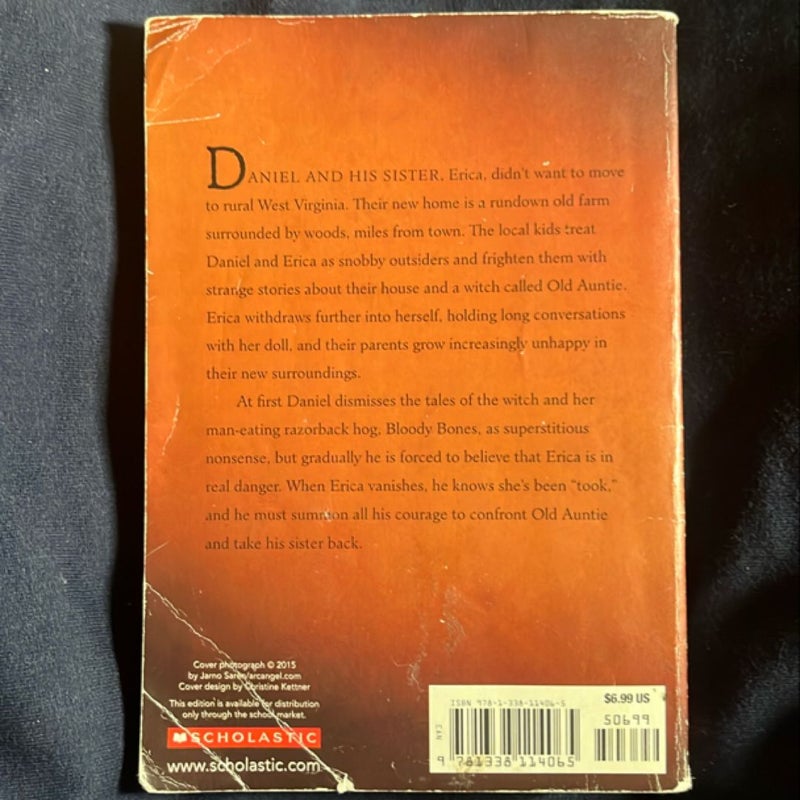 DANIEL AND HIS SISTER, Erica, didn't want to move
to rural West Virginia. Their new home is a rundown old farm
surrounded by woods, miles from town. The local kids treat
Daniel and Erica as snobby outsiders and frighten them with
strange stories about their house and a witch called Old Auntie.
Erica withdraws further into herself, holding long conversations
with her doll, and their parents grow increasingly unhappy in
their new surroundings.
At first Daniel dismisses the tales of the witch and her
man-eating razorback hog, Bloody Bones, as superstitious
nonsense, but gradually he is forced to believe that Erica is in
real danger. When Erica vanishes, he knows she's been "took,"
and he must summon all his courage to confront Old Auntie
and take his sister back.
Cover photograph © 2015
by Jarno Saren/arcangel.com
Cover design by Christine Kettner
This edition is available for distribution
only through the school market.
SCHOLASTIC
www.scholastic.com
ISBN 978-1-338-11406-5
$6.99 US
50699
EAN
9 781338 114065